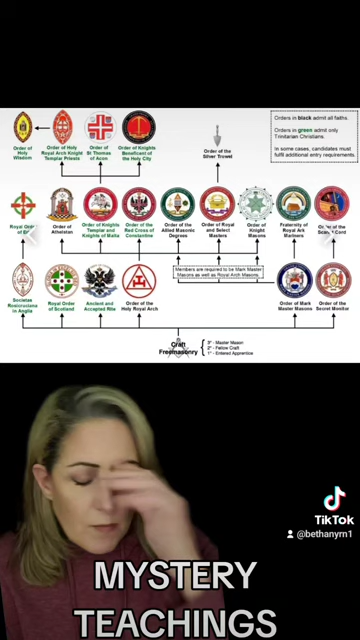 Orders in black admit all faiths.
Orders in green admit only
Trinitarian Christians.
In some cases, candidates must
fulfil additional entry requirements.
Order of
Holy
Wisdom
Order of Holy
Royal Arch Knight
Templar Priests
Order of
St Thomas
of Acon
Order of Knights
Beneficent of
the Holy City
Order of the
Silver Trowel
Royal Order
of
Order of
Athelstan
Order of Knights
Templar and
Knights of Malta
Order of the
Red Cross of
Constantine
Order of the
Allied Masonic
Degrees
Order of Royal
and Select
Masters
Order of
Knight
Masons
Fraternity of
Royal Ark
Mariners
Order of the
Cord
Members are required to be Mark Master
Masons as well as Royal Arch Masons.
Societas
Rosicruciana
in Anglia
Royal Order
of Scotland
Ancient and
Accepted Rite
Order of the
Holy Royal Arch
Order of Mark
Master Masons
Order of the
Secret Monitor
Craft
Freemasonry
3° - Master Mason
2° - Fellow Craft
1° - Entered Apprentice
TikTok
@bethanym1
MYSTERY
TEACHINGS